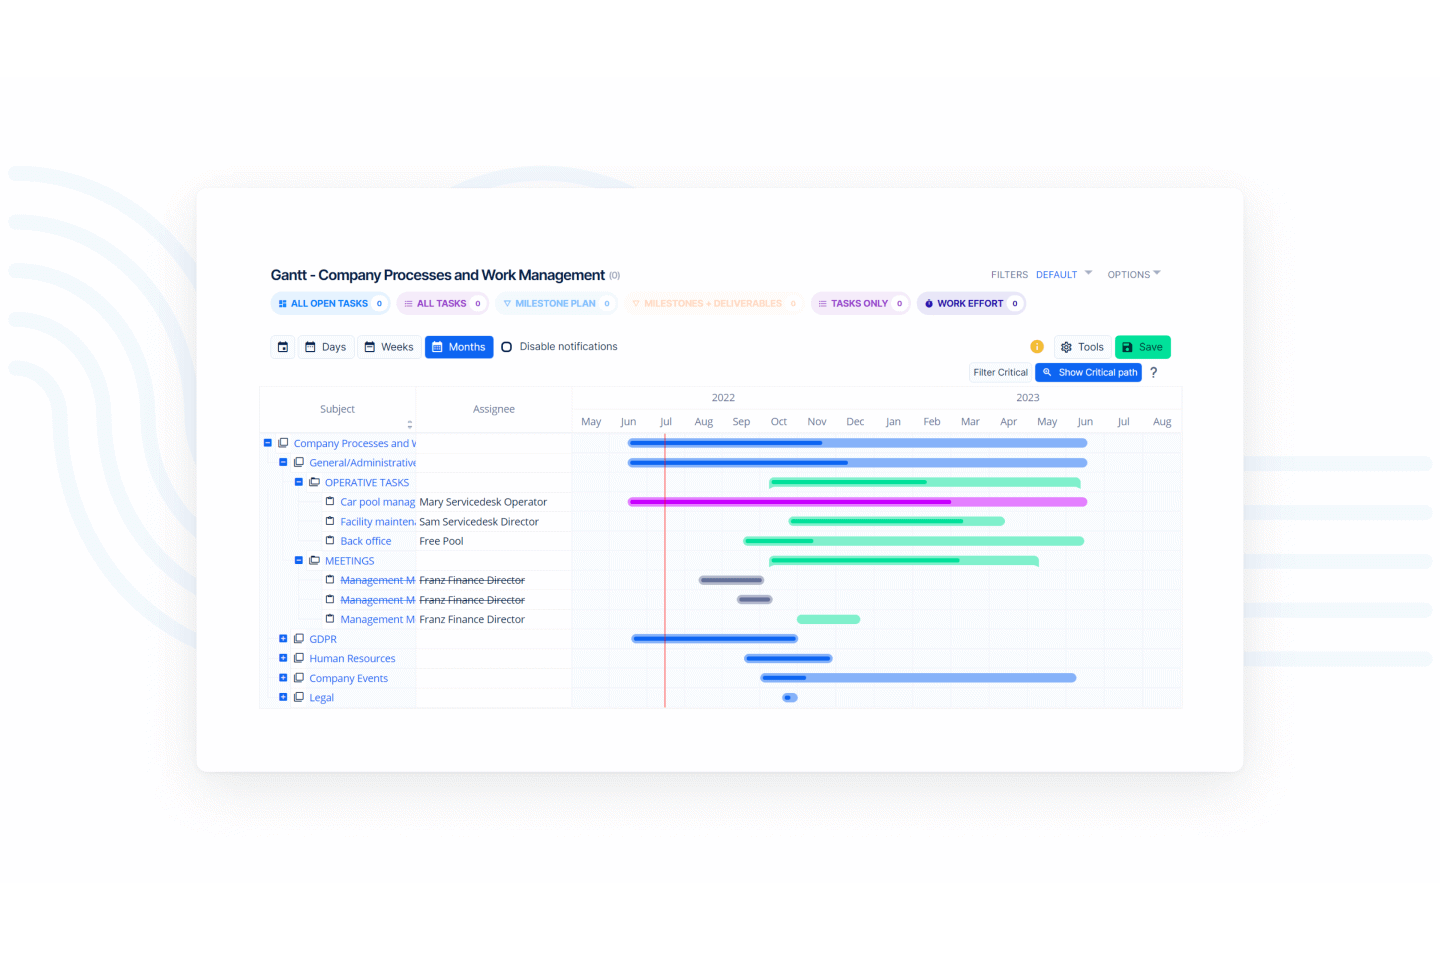 Gantt - Company Processes and Work Management (0)
FILTERS DEFAULT OPTIONS
ALL OPEN TASKS 0 ALL TASKS 0 MILESTONE PLAN 0 MILESTONES + DELIVERABLES 0 TASKS ONLY 0 WORK EFFORT 0
Days Weeks Months Disable notifications i Tools Save
Filter Critical Show Critical path ?
Subject Assignee
2022 2023
May Jun Jul Aug Sep Oct Nov Dec Jan Feb Mar Apr May Jun Jul Aug
Company Processes and W
General/Administrative
OPERATIVE TASKS
Car pool manag Mary Servicedesk Operator
Facility mainten Sam Servicedesk Director
Back office Free Pool
MEETINGS
Management M Franz Finance Director
Management M Franz Finance Director
Management M Franz Finance Director
GDPR
Human Resources
Company Events
Legal